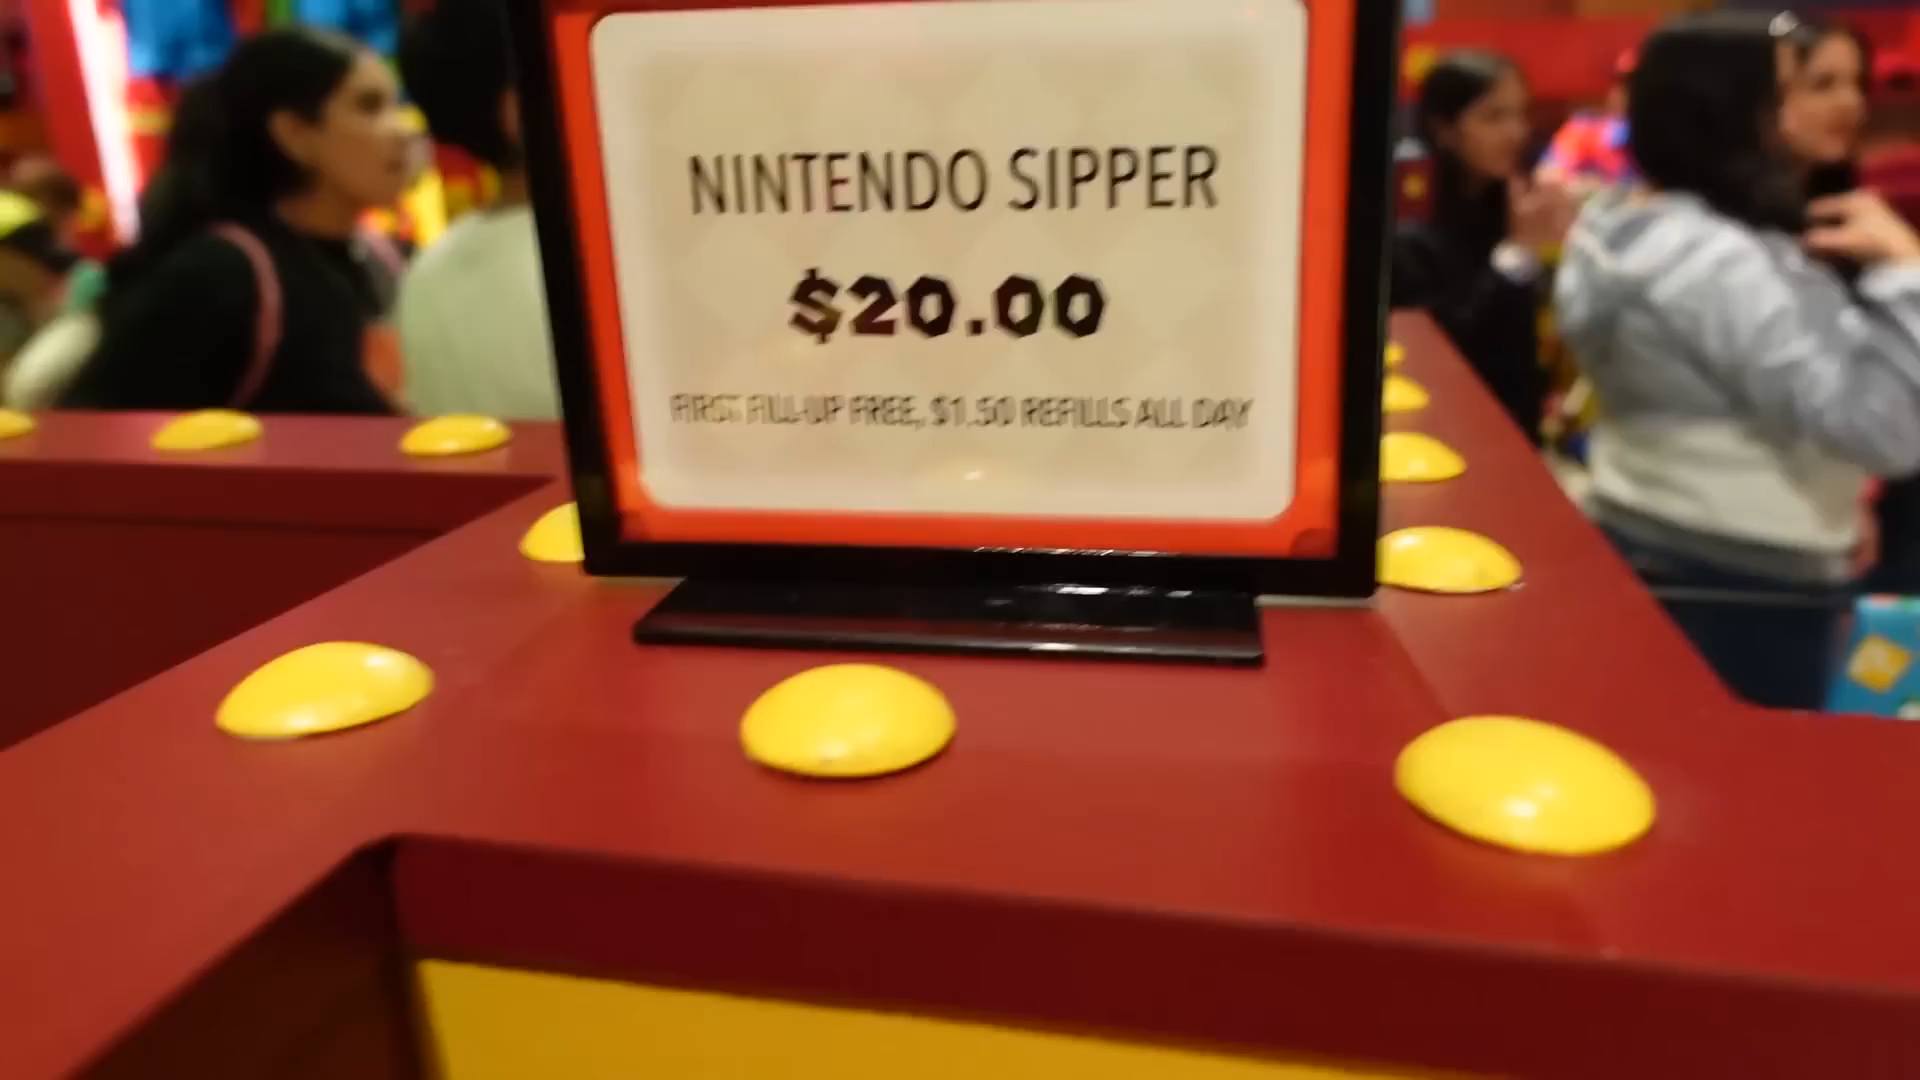 NINTENDO SIPPER
$20.00
FIRST FILL-UP FREE, $1.50 REFILLS ALL DAY